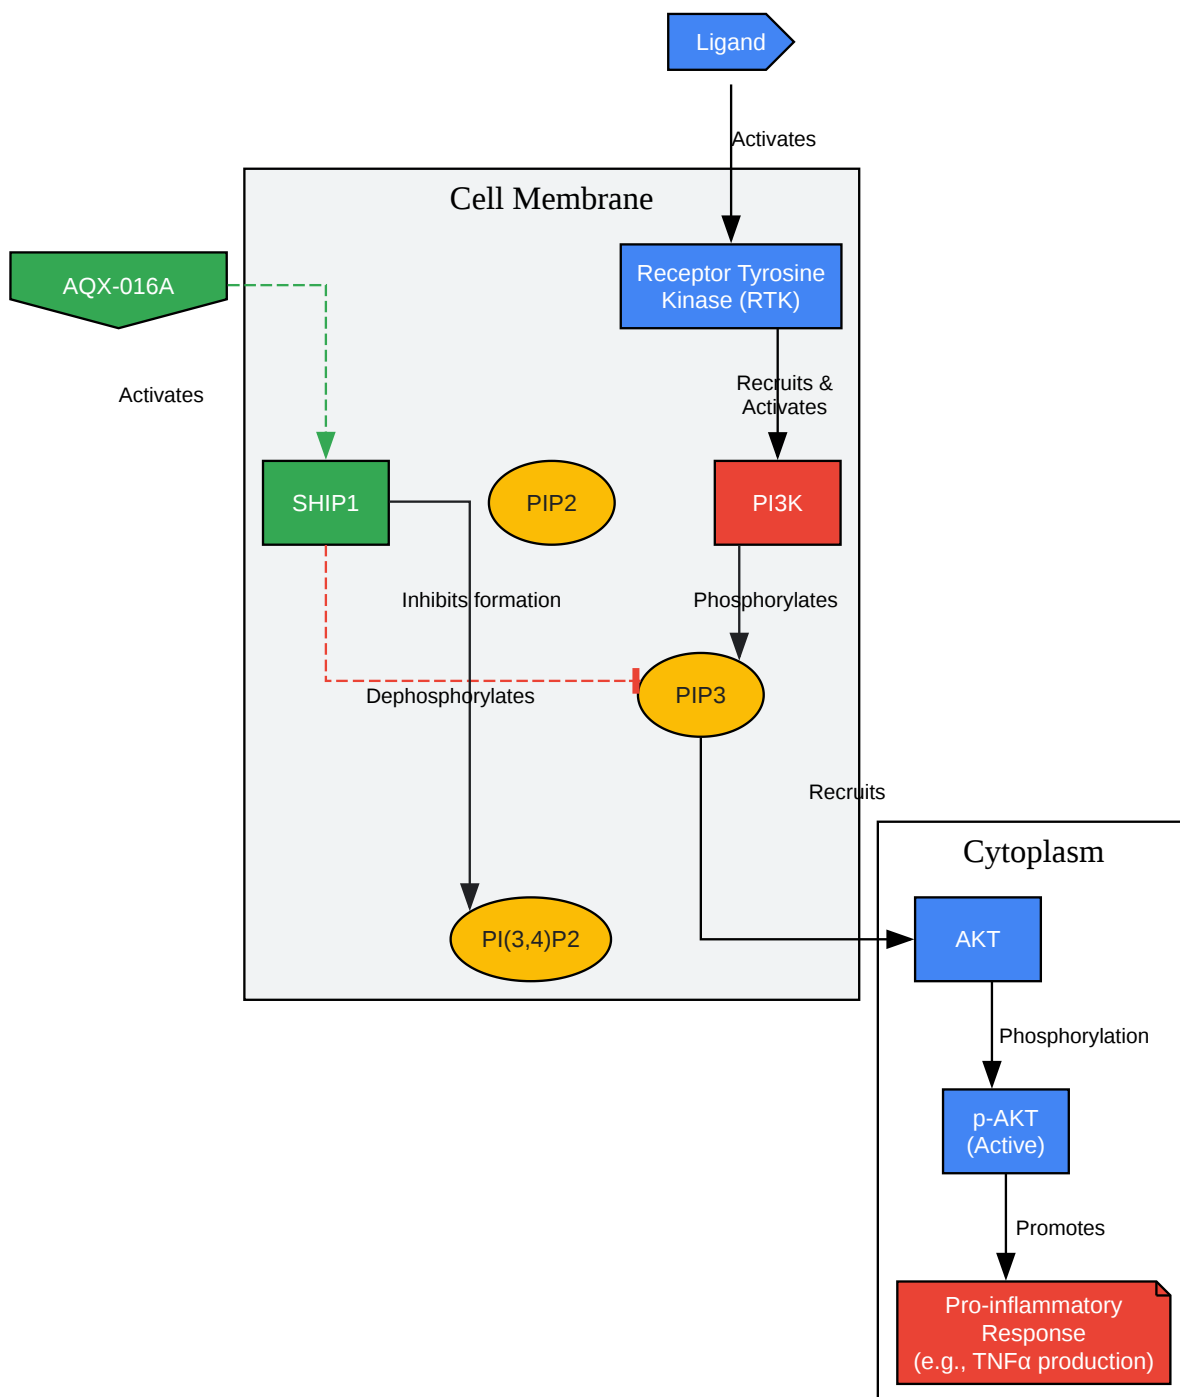 Ligand
Activates
Cell Membrane
AQX-016A
Receptor Tyrosine
Kinase (RTK)
Activates
Recruits &
Activates
SHIP1
PIP2
PI3K
Inhibits formation
Phosphorylates
Dephosphorylates
PIP3
Recruits
Cytoplasm
PI(3,4)P2
AKT
Phosphorylation
p-AKT
(Active)
Promotes
Pro-inflammatory
Response
(e.g., TNFα production)